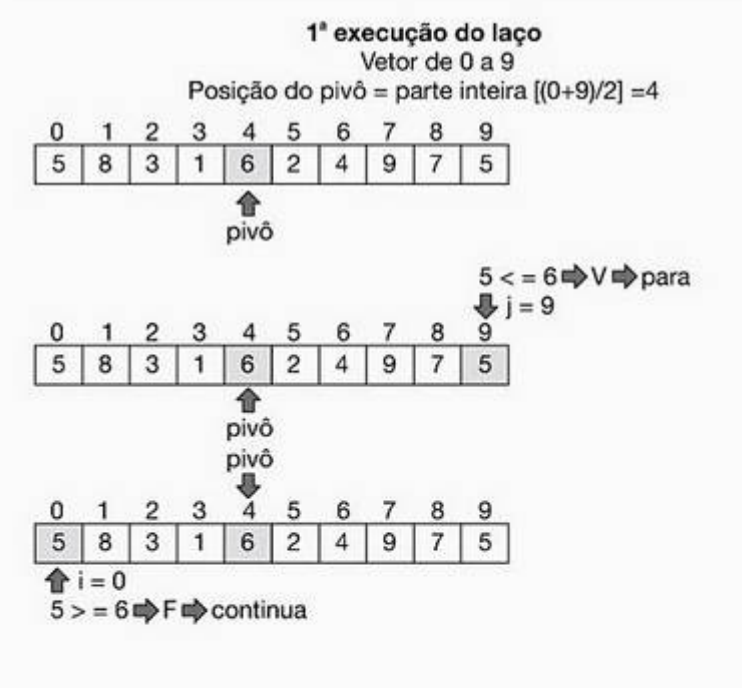 1ª execução do laço
Vetor de 0 a 9
Posição do pivô = parte inteira [(0+9)/2] =4
0 1 2 3 4 5 6 7 8 9
5 8 3 1 6 2 4 9 7 5
pivô
5 < = 6 ⇨ V ⇨ para
j = 9
0 1 2 3 4 5 6 7 8 9
5 8 3 1 6 2 4 9 7 5
pivô
pivô
0 1 2 3 4 5 6 7 8 9
5 8 3 1 6 2 4 9 7 5
i = 0
5 > = 6 ⇨ F ⇨ continua